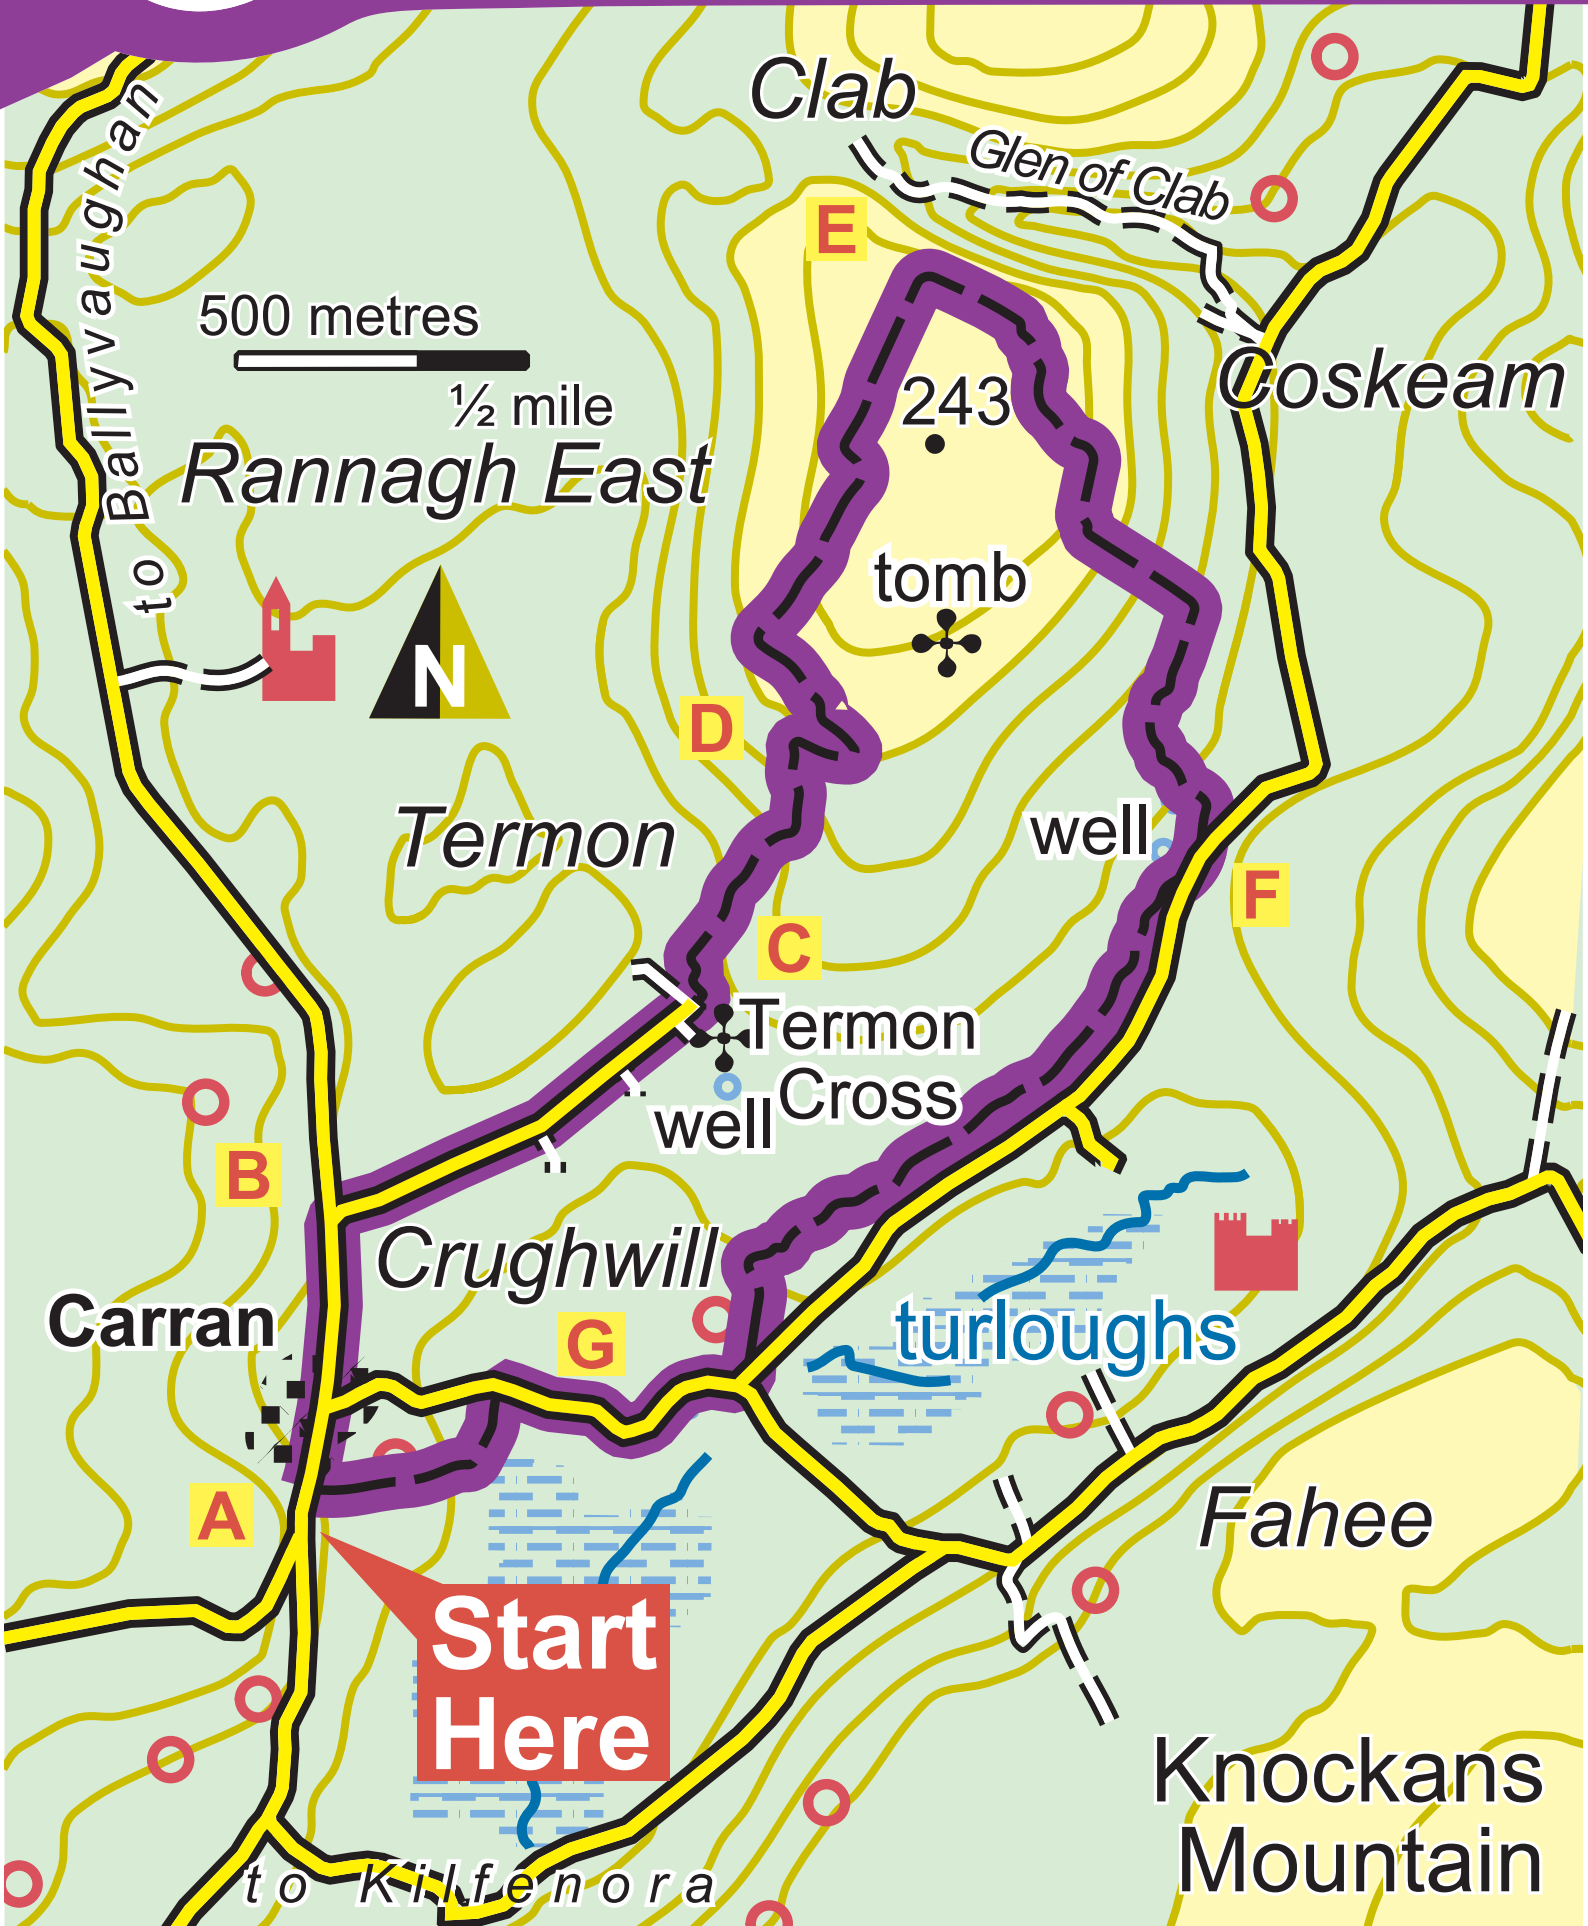 Clab
Glen of Clab
to Ballyvaughan
E
500 metres
½ mile
Coskeam
243
Rannagh East
tomb
N
D
Termon
well
F
C
Termon
Cross
well
B
Crughwill
Carran
turloughs
G
A
Fahee
Start
Here
Knockans
Mountain
to Kilfenora